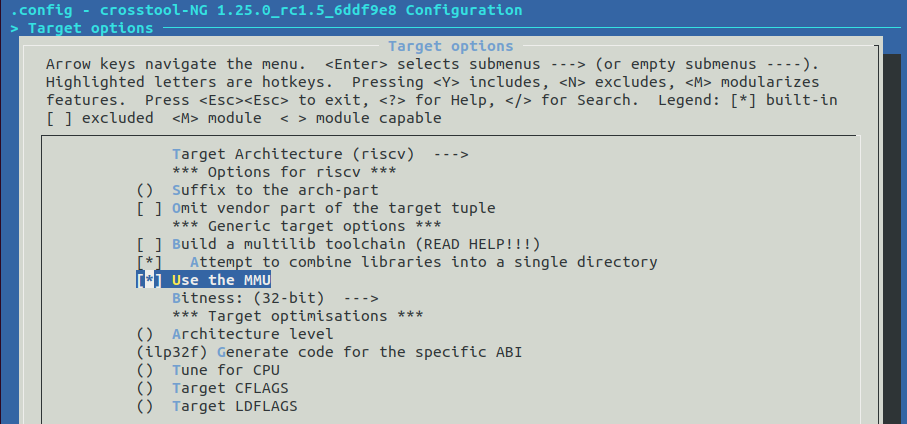 .config - crosstool-NG 1.25.0_rc1.5_6ddf9e8 Configuration
> Target options
Target options
Arrow keys navigate the menu.  <Enter> selects submenus ---> (or empty submenus ----).
Highlighted letters are hotkeys.  Pressing <Y> includes, <N> excludes, <M> modularizes
features.  Press <Esc><Esc> to exit, <?> for Help, </> for Search.  Legend: [*] built-in
[ ] excluded  <M> module  < > module capable
Target Architecture (riscv)  --->
*** Options for riscv ***
()  Suffix to the arch-part
[ ] Omit vendor part of the target tuple
*** Generic target options ***
[ ] Build a multilib toolchain (READ HELP!!!)
[*]   Attempt to combine libraries into a single directory
[*] Use the MMU
Bitness: (32-bit)  --->
*** Target optimisations ***
()  Architecture level
(ilp32f) Generate code for the specific ABI
()  Tune for CPU
()  Target CFLAGS
()  Target LDFLAGS